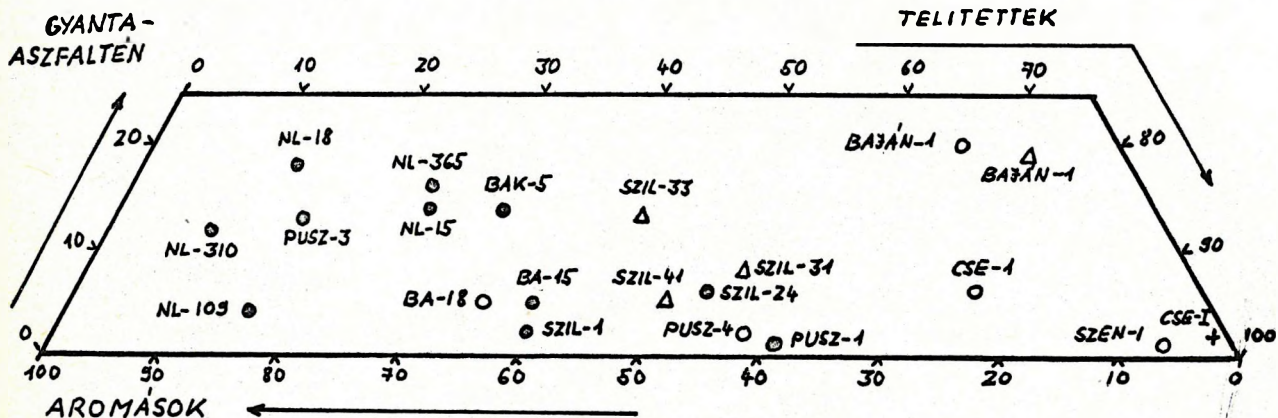 GYANTA-
ASZFALTÉN
TELITETTEK
0 10 20 30 40 50 60 70
20
80
NL-18
NL-365
BAK-5
SZIL-33
BAJÁN-1
BAJÁN-1
NL-310
PUSZ-3
NL-15
10
90
NL-109
BA-18
BA-15
SZIL-41
SZIL-31
SZIL-24
CSE-1
SZIL-1
PUSZ-4
PUSZ-1
SZEN-1
CSE-I
0
100
100 90 80 70 60 50 40 30 20 10 0
AROMÁSOK